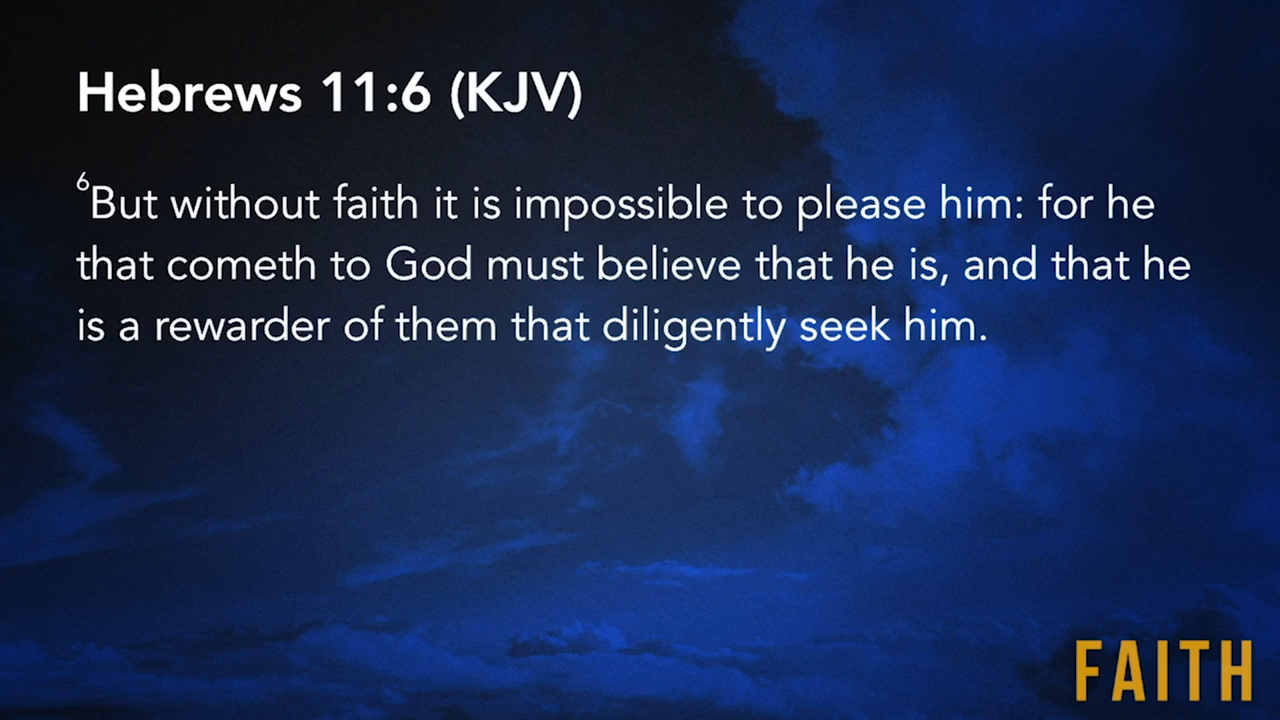 Hebrews 11:6 (KJV)
6But without faith it is impossible to please him: for he
that cometh to God must believe that he is, and that he
is a rewarder of them that diligently seek him.
FAITH